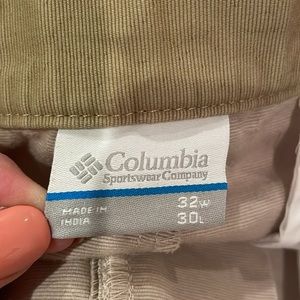 Columbia
Sportswear Company
MADE IN
INDIA
32W
30L